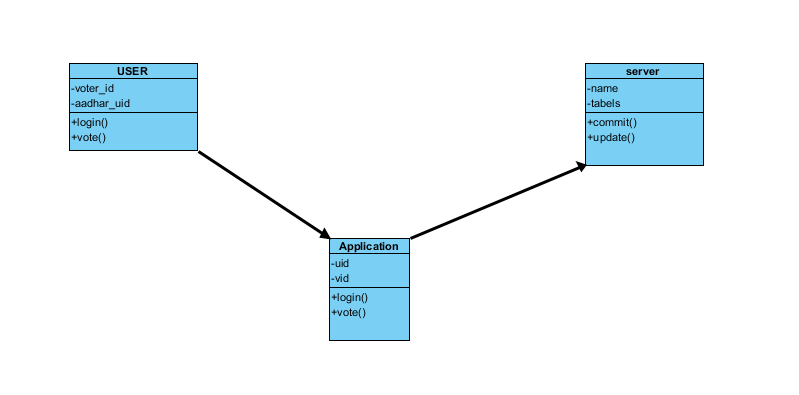 USER
-voter_id
-aadhar_uid
+login()
+vote()
server
-name
-tabels
+commit()
+update()
Application
-uid
-vid
+login()
+vote()